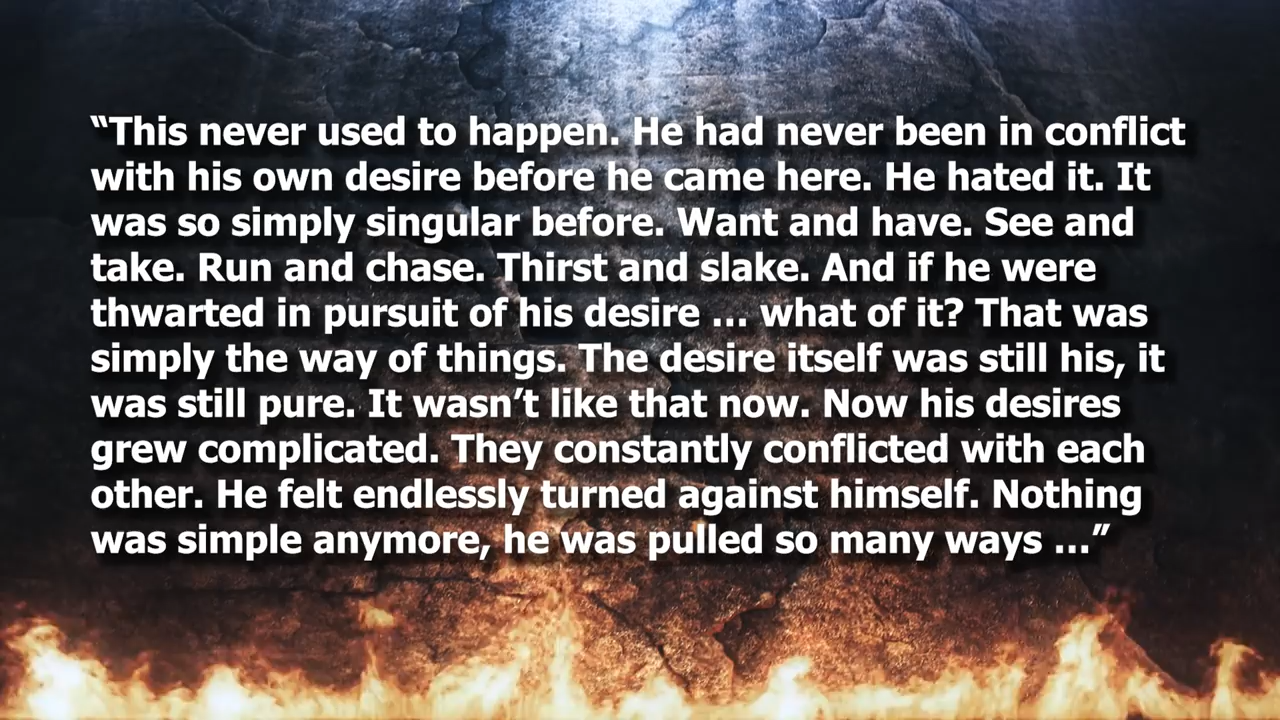 “This never used to happen. He had never been in conflict
with his own desire before he came here. He hated it. It
was so simply singular before. Want and have. See and
take. Run and chase. Thirst and slake. And if he were
thwarted in pursuit of his desire … what of it? That was
simply the way of things. The desire itself was still his, it
was still pure. It wasn’t like that now. Now his desires
grew complicated. They constantly conflicted with each
other. He felt endlessly turned against himself. Nothing
was simple anymore, he was pulled so many ways …”